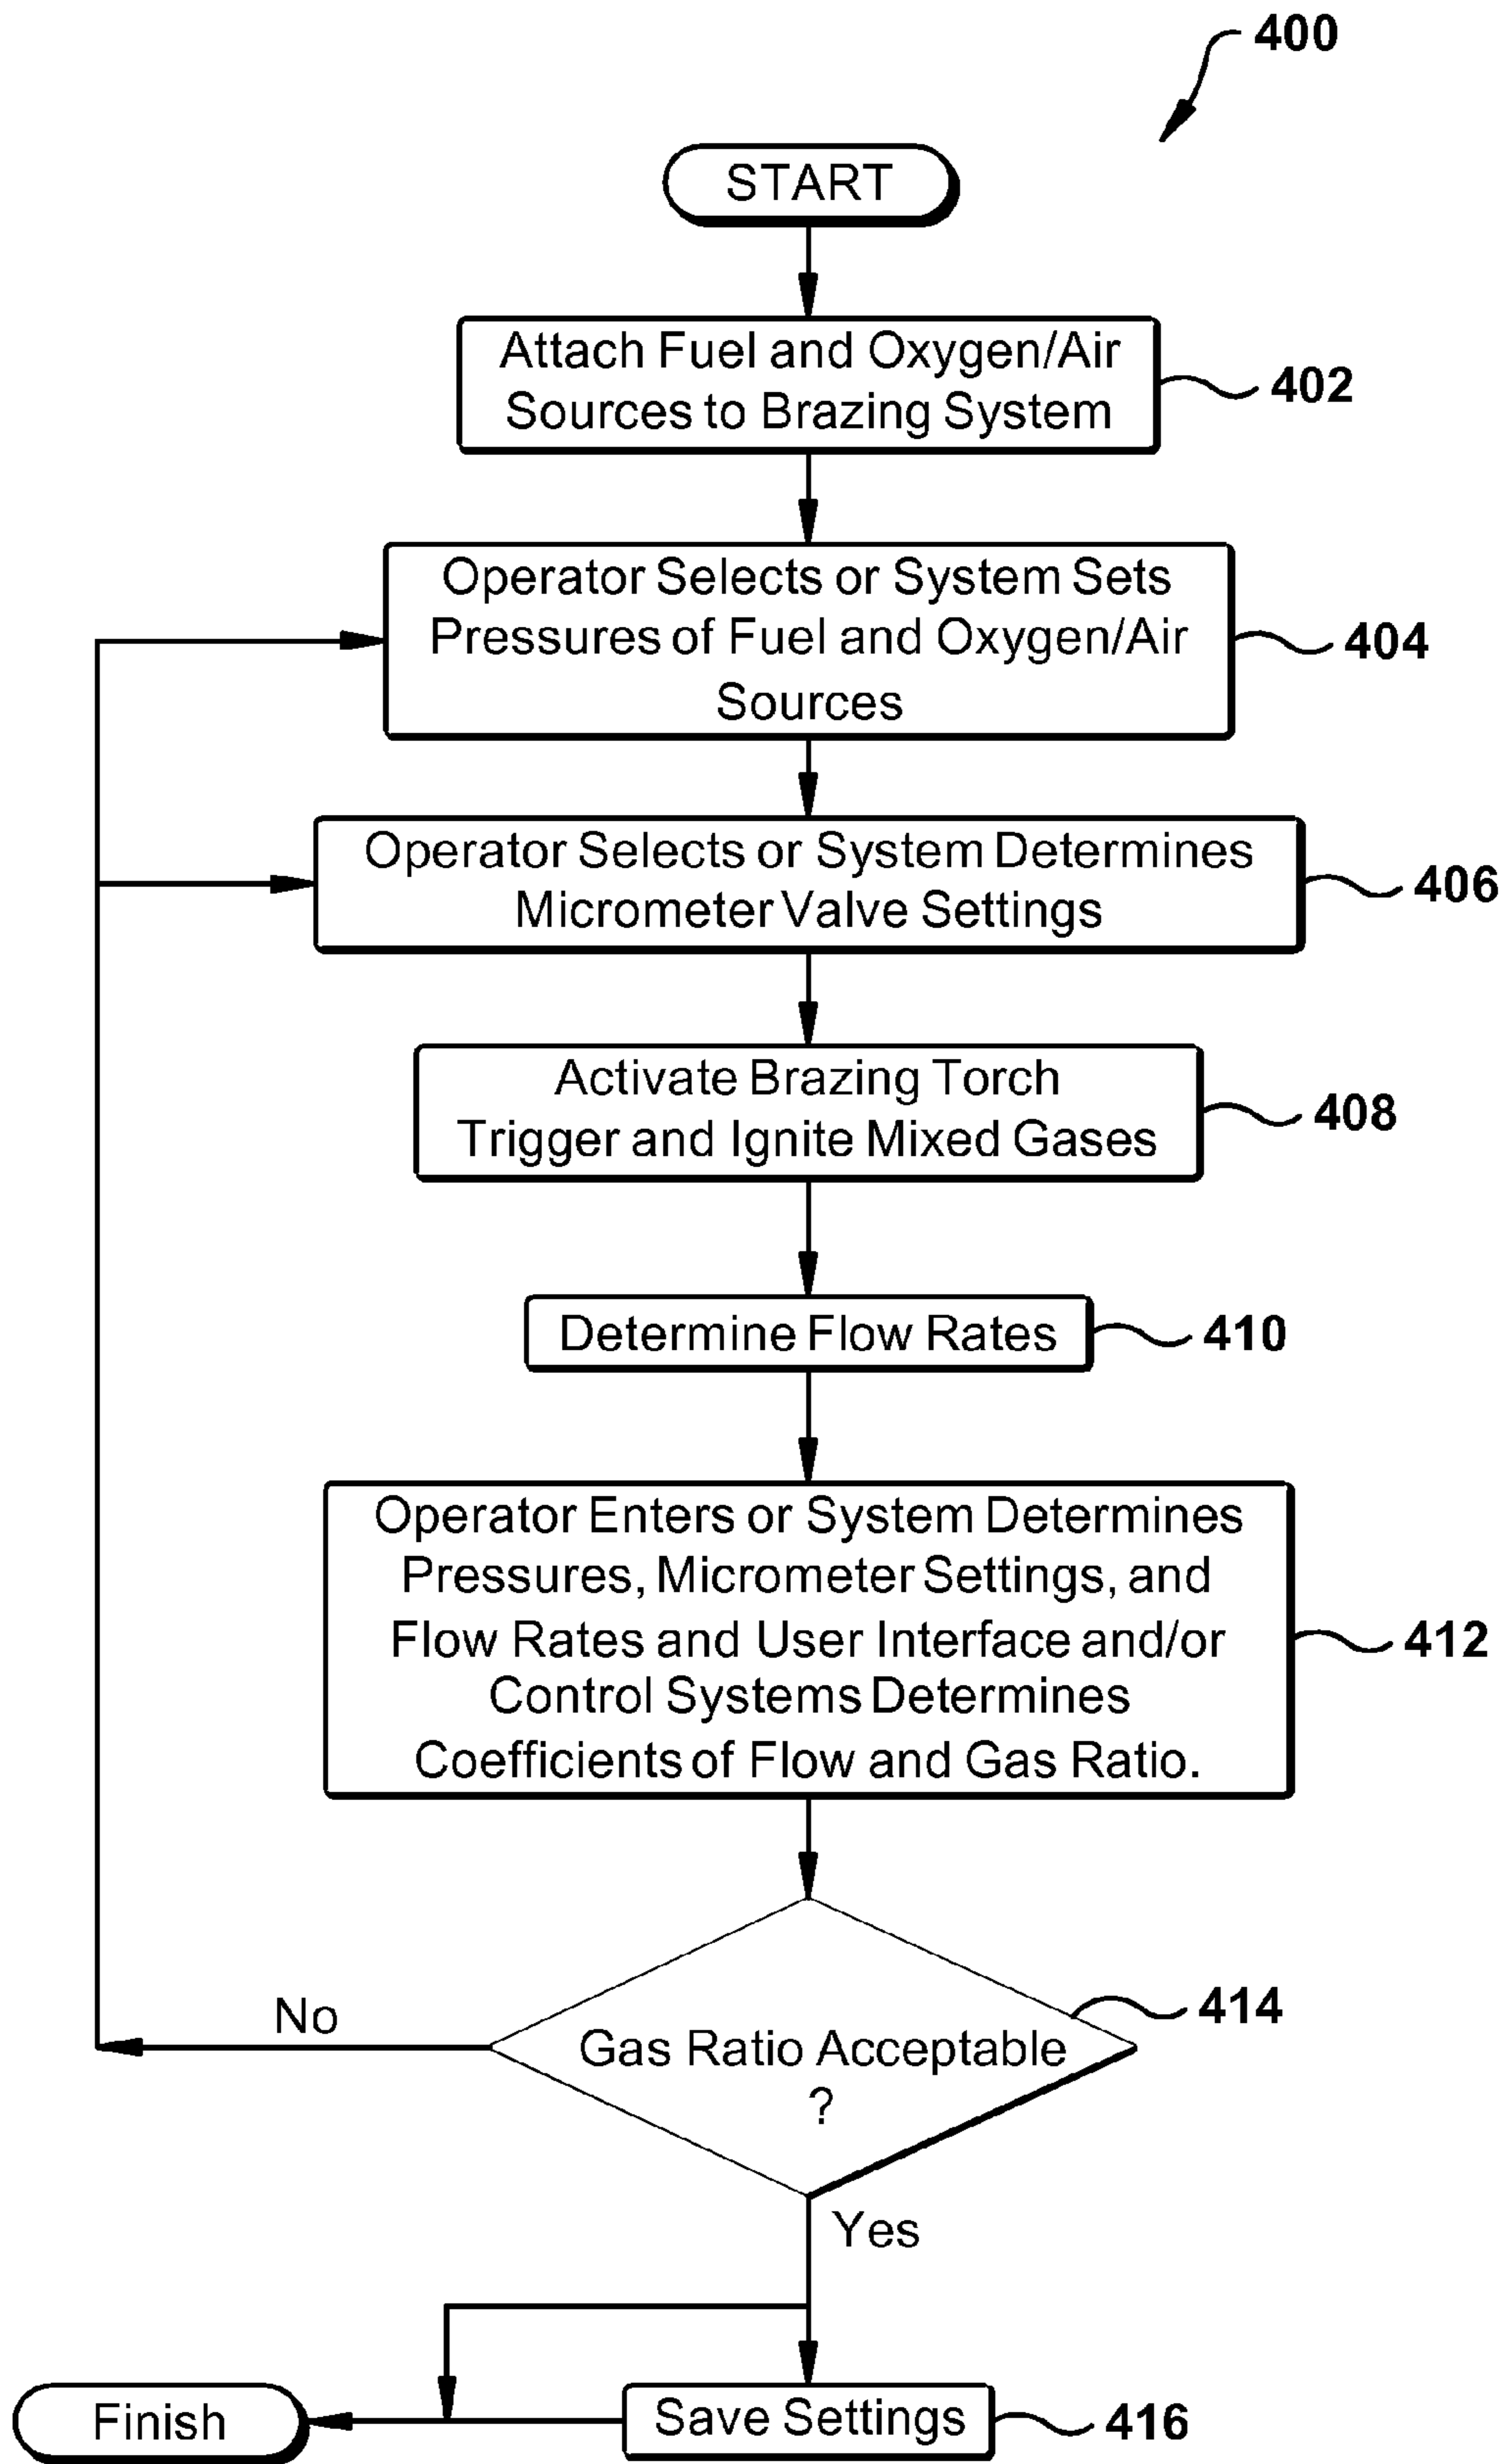 400
START
Attach Fuel and Oxygen/Air
Sources to Brazing System
402
Operator Selects or System Sets
Pressures of Fuel and Oxygen/Air
Sources
404
Operator Selects or System Determines
Micrometer Valve Settings
406
Activate Brazing Torch
Trigger and Ignite Mixed Gases
408
Determine Flow Rates
410
Operator Enters or System Determines
Pressures, Micrometer Settings, and
Flow Rates and User Interface and/or
Control Systems Determines
Coefficients of Flow and Gas Ratio.
412
Gas Ratio Acceptable
?
414
No
Yes
Save Settings
416
Finish